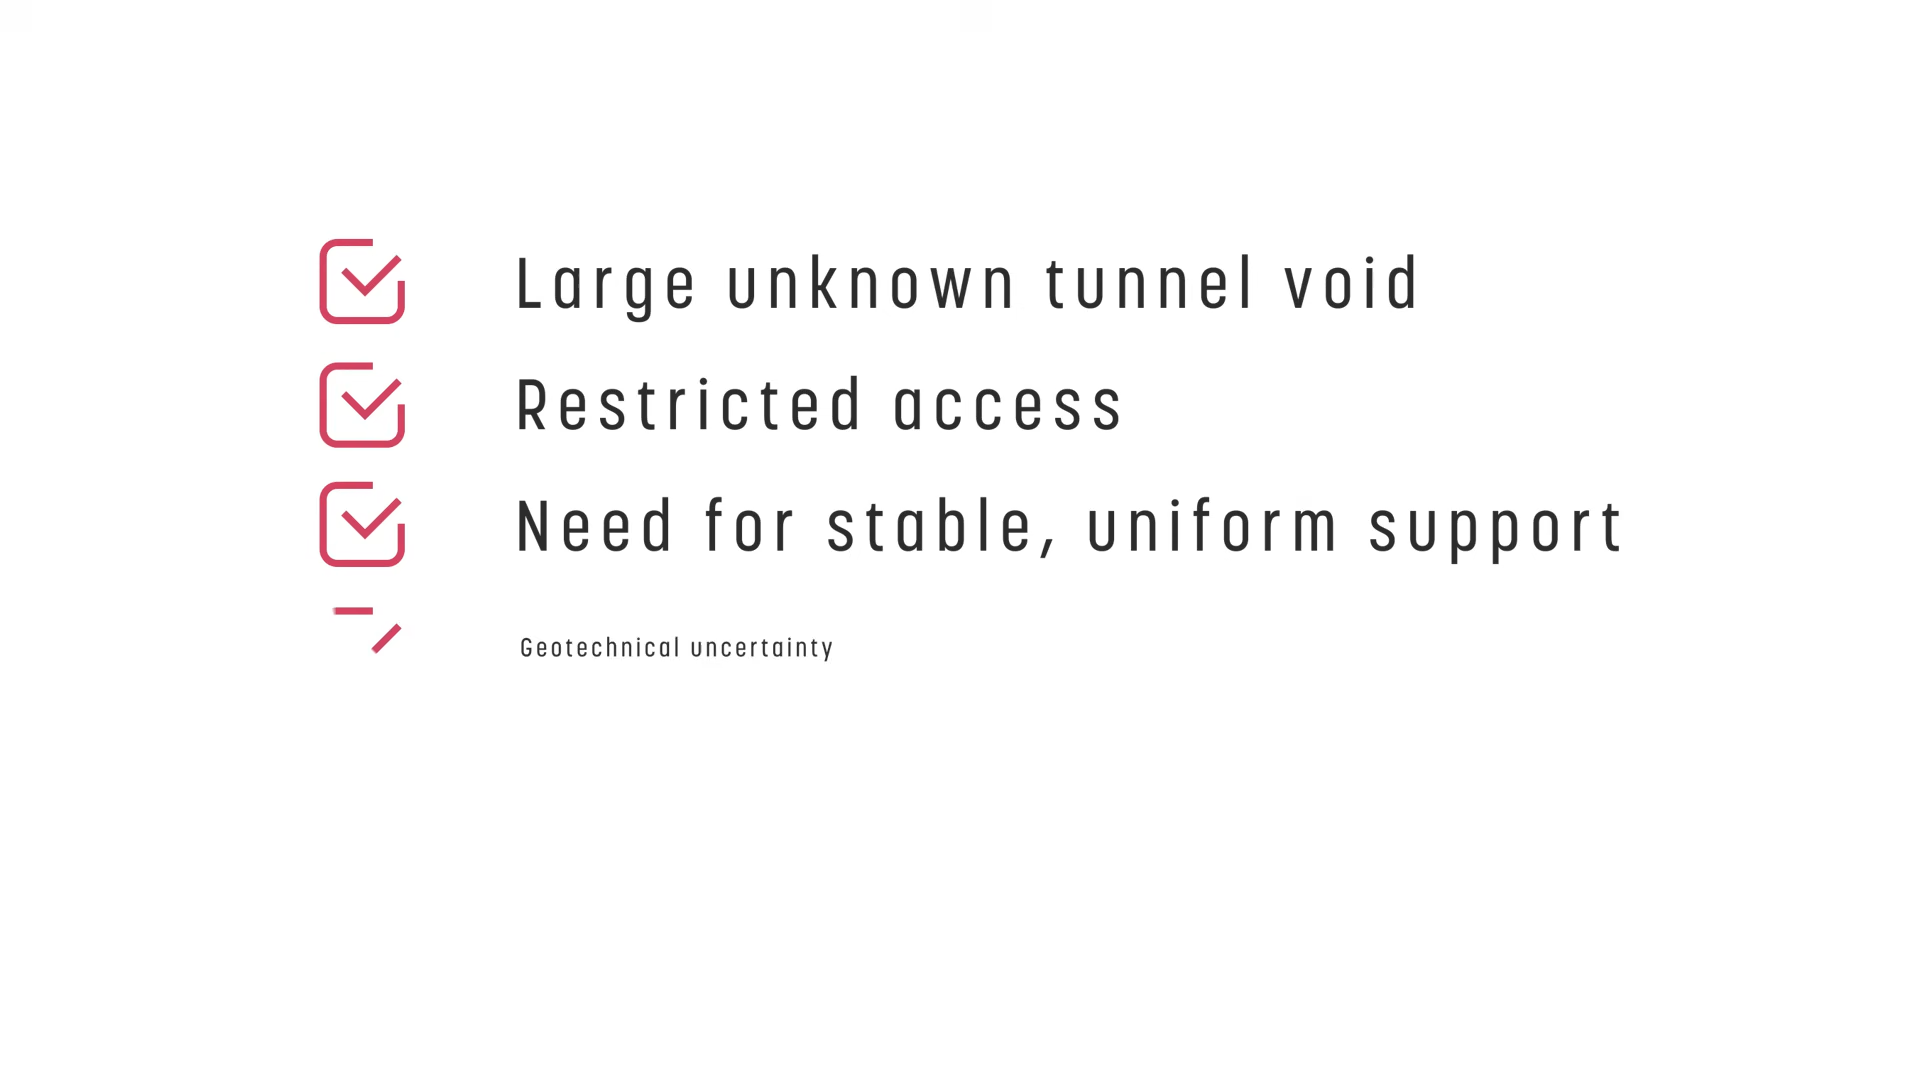 Large unknown tunnel void
Restricted access
Need for stable, uniform support
Geotechnical uncertainty